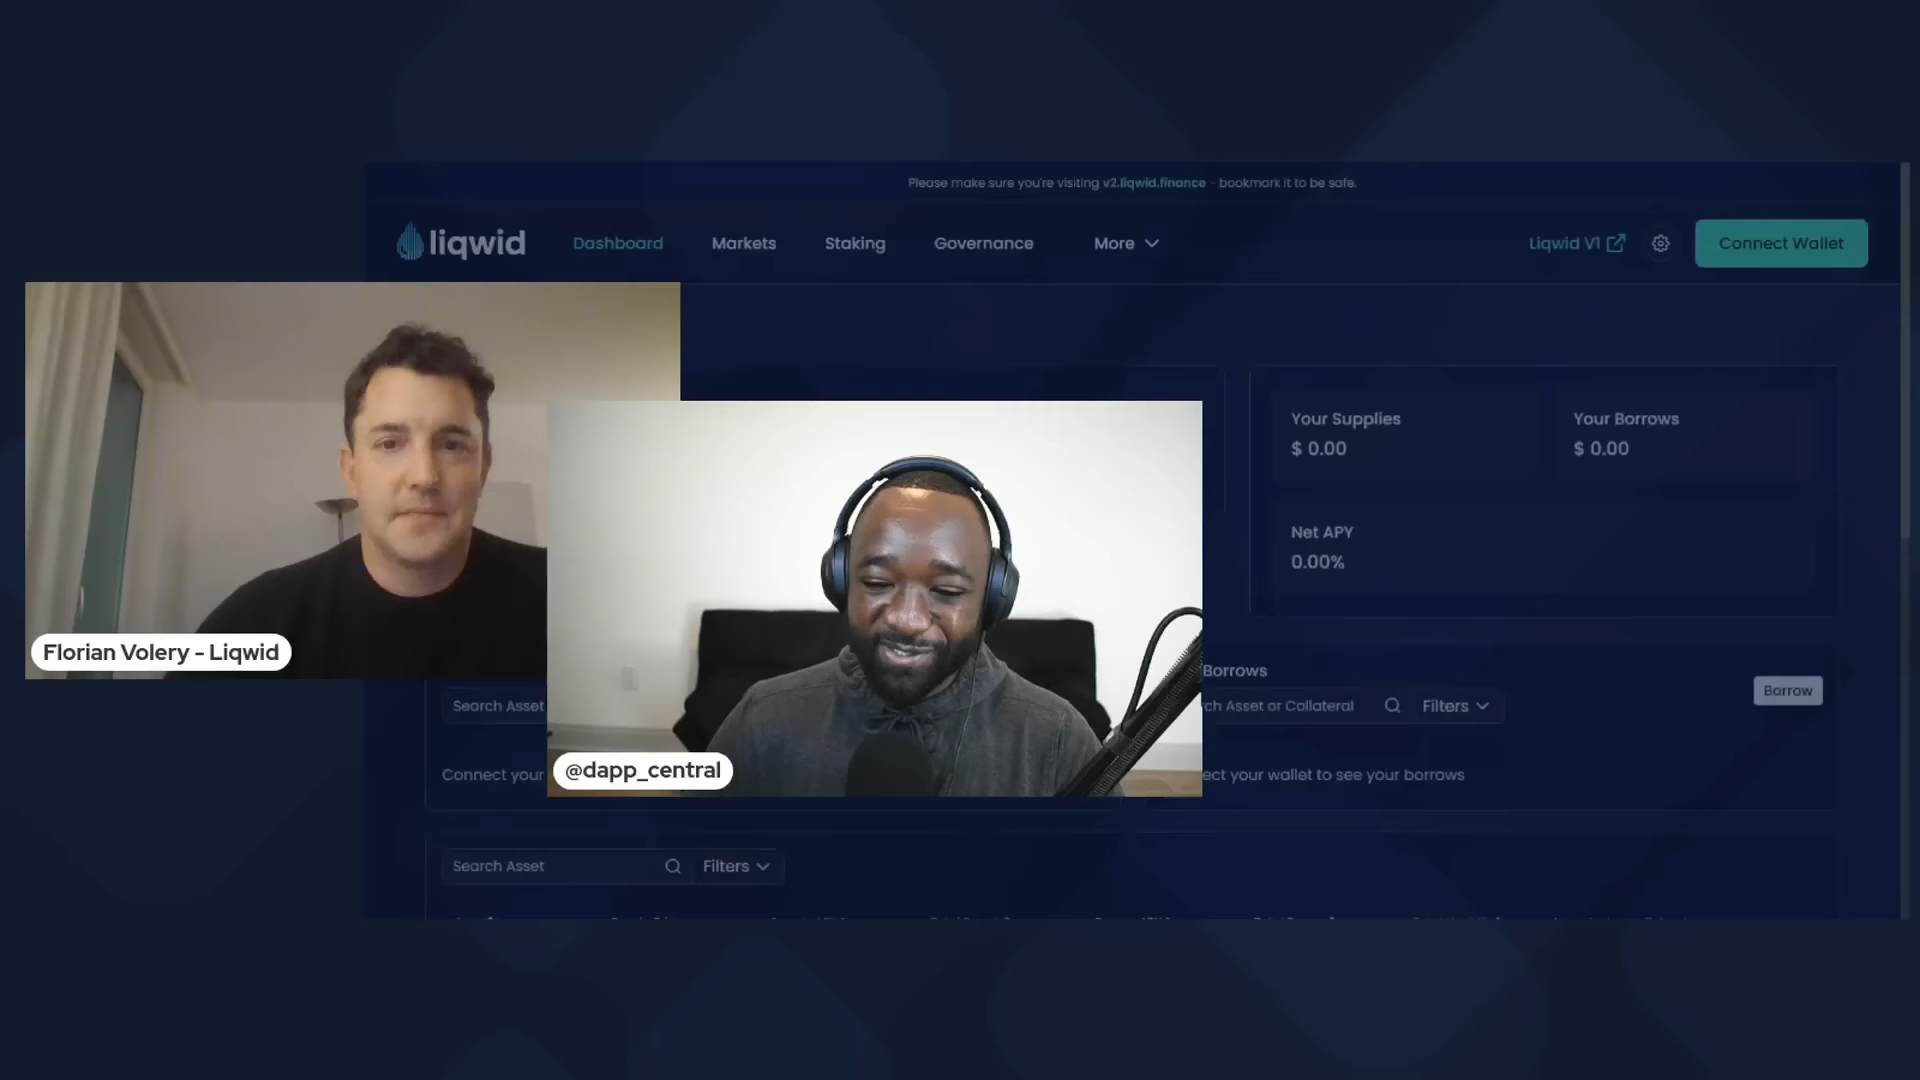 Please make sure you're visiting v2.liqwid.finance - bookmark it to be safe.
liqwid
Dashboard
Markets
Staking
Governance
More
Liqwid V1
Connect Wallet
Your Supplies
$ 0.00
Your Borrows
$ 0.00
Net APY
0.00%
Florian Volery - Liqwid
@dapp_central
Search Asset
Connect your
Borrows
Asset or Collateral
Filters
Borrow
your wallet to see your borrows
Search Asset
Filters